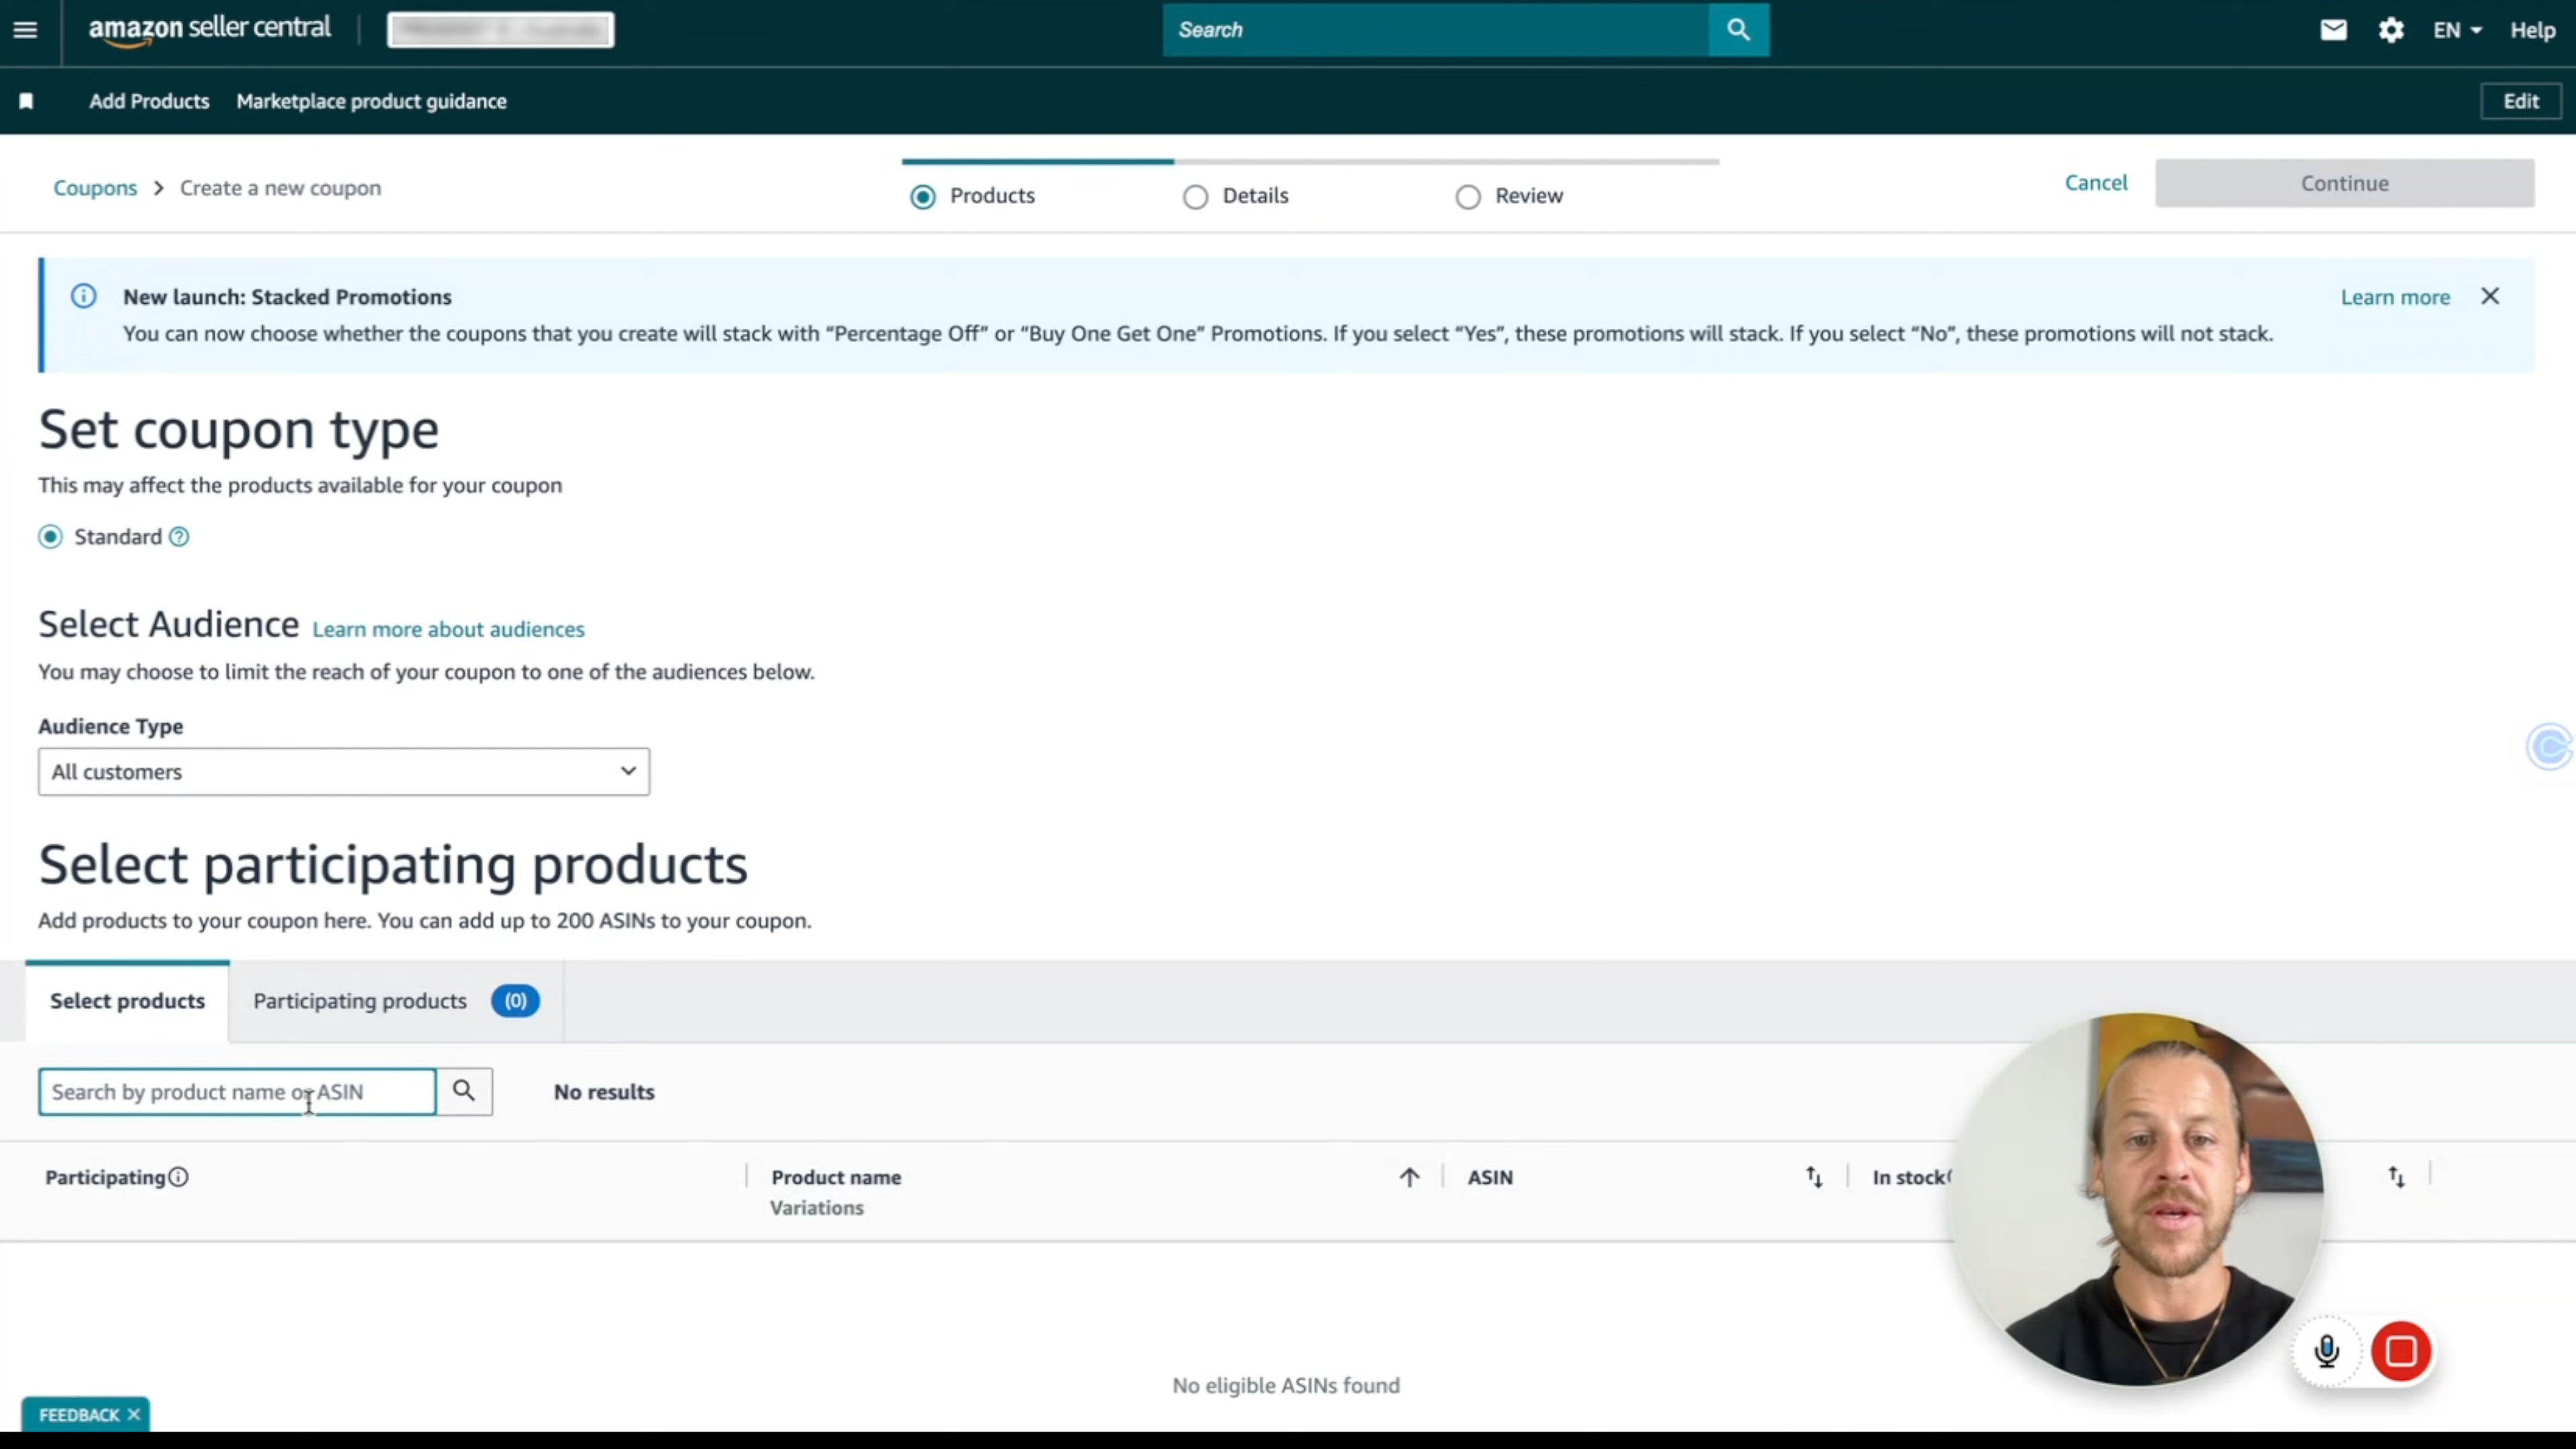 amazon seller central
Search
EN
Help
Add Products
Marketplace product guidance
Edit
Coupons > Create a new coupon
Products
Details
Review
Cancel
Continue
New launch: Stacked Promotions
Learn more
You can now choose whether the coupons that you create will stack with “Percentage Off” or “Buy One Get One” Promotions. If you select “Yes”, these promotions will stack. If you select “No”, these promotions will not stack.
Set coupon type
This may affect the products available for your coupon
Standard
Select Audience Learn more about audiences
You may choose to limit the reach of your coupon to one of the audiences below.
Audience Type
All customers
Select participating products
Add products to your coupon here. You can add up to 200 ASINs to your coupon.
Select products
Participating products (0)
Search by product name or ASIN
No results
Participating
Product name
Variations
ASIN
In stock
No eligible ASINs found
FEEDBACK